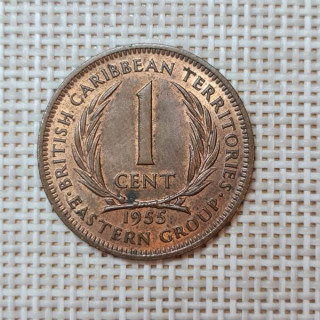 BRITISH CARIBBEAN TERRITORIES
EASTERN GROUP
1
CENT
1955